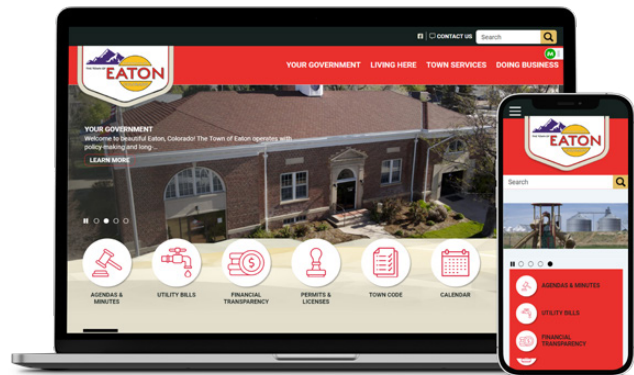 CONTACT US
Search
THE TOWN OF
EATON
YOUR GOVERNMENT LIVING HERE TOWN SERVICES DOING BUSINESS
YOUR GOVERNMENT
Welcome to beautiful Eaton, Colorado! The Town of Eaton operates with
policy-making and long-...
LEARN MORE
AGENDAS &
MINUTES
UTILITY BILLS
FINANCIAL
TRANSPARENCY
PERMITS &
LICENSES
TOWN CODE
CALENDAR
THE TOWN OF
EATON
Search
AGENDAS & MINUTES
UTILITY BILLS
FINANCIAL
TRANSPARENCY